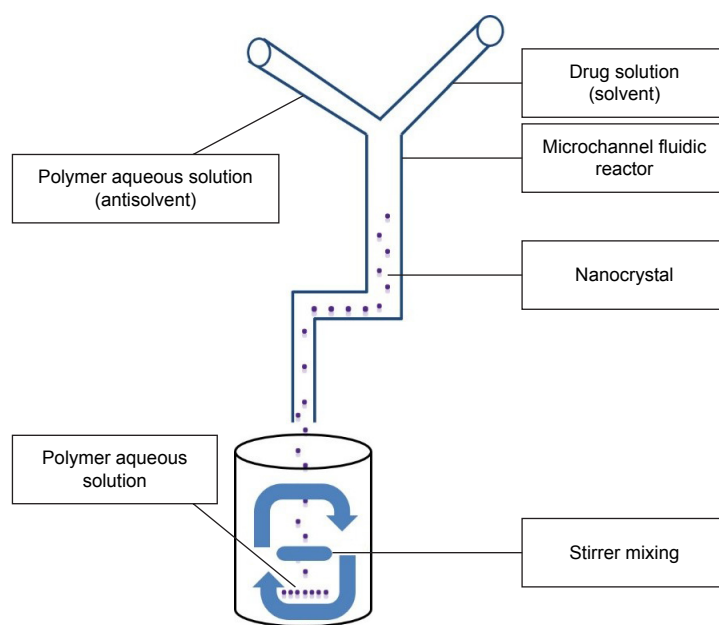 Drug solution
(solvent)
Microchannel fluidic
reactor
Polymer aqueous solution
(antisolvent)
Nanocrystal
Polymer aqueous
solution
Stirrer mixing